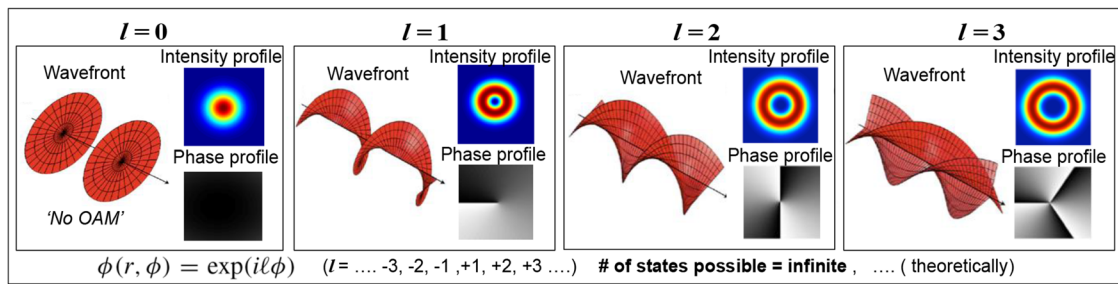 l = 0
Wavefront
Intensity profile
Phase profile
'No OAM'
l = 1
Wavefront
Intensity profile
Phase profile
l = 2
Wavefront
Intensity profile
Phase profile
l = 3
Wavefront
Intensity profile
Phase profile
ϕ(r, ϕ) = exp(iℓϕ) (l = .... -3, -2, -1 ,+1, +2, +3 ....) # of states possible = infinite , .... ( theoretically)